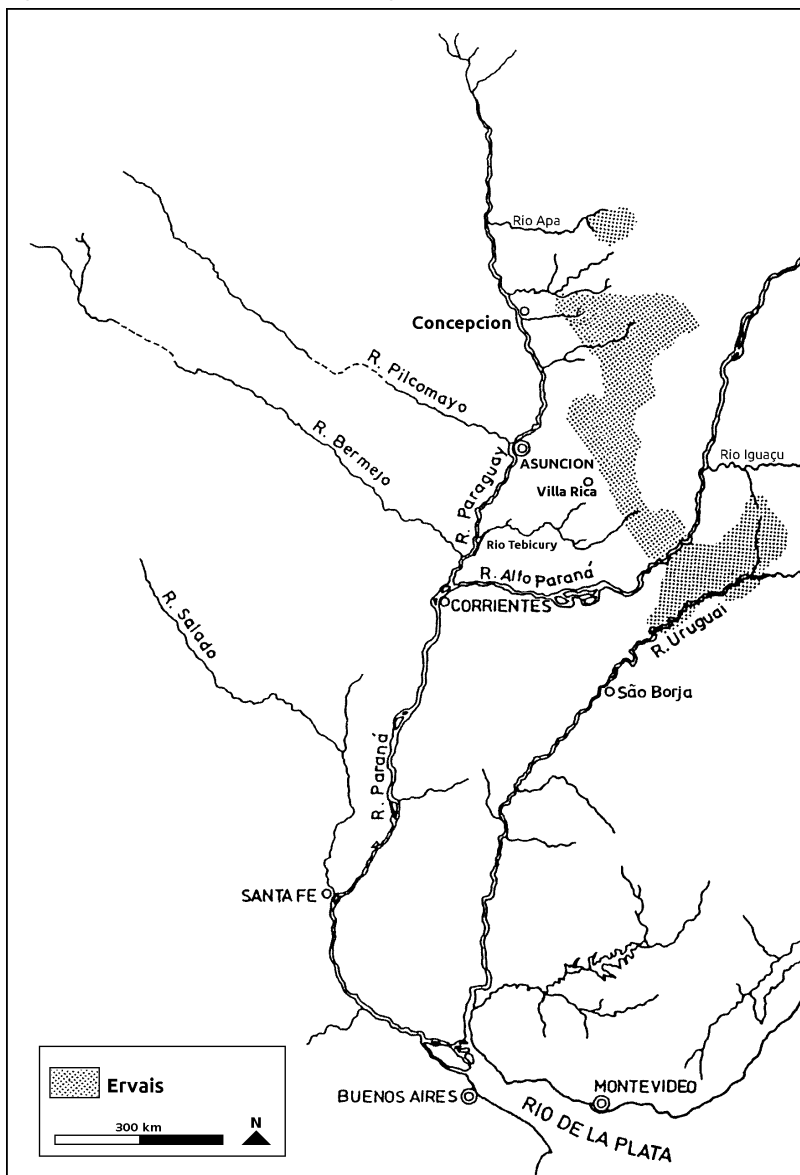 Rio Apa
Concepcion
R. Pilcomayo
R. Bermejo
R. Paraguay
ASUNCION
Villa Rica
Rio Iguaçu
Rio Tebicury
R. Alto Paraná
CORRIENTES
R. Salado
R. Uruguai
São Borja
R. Paraná
SANTA FE
Ervais
300 km
N
BUENOS AIRES
MONTEVIDEO
RIO DE LA PLATA